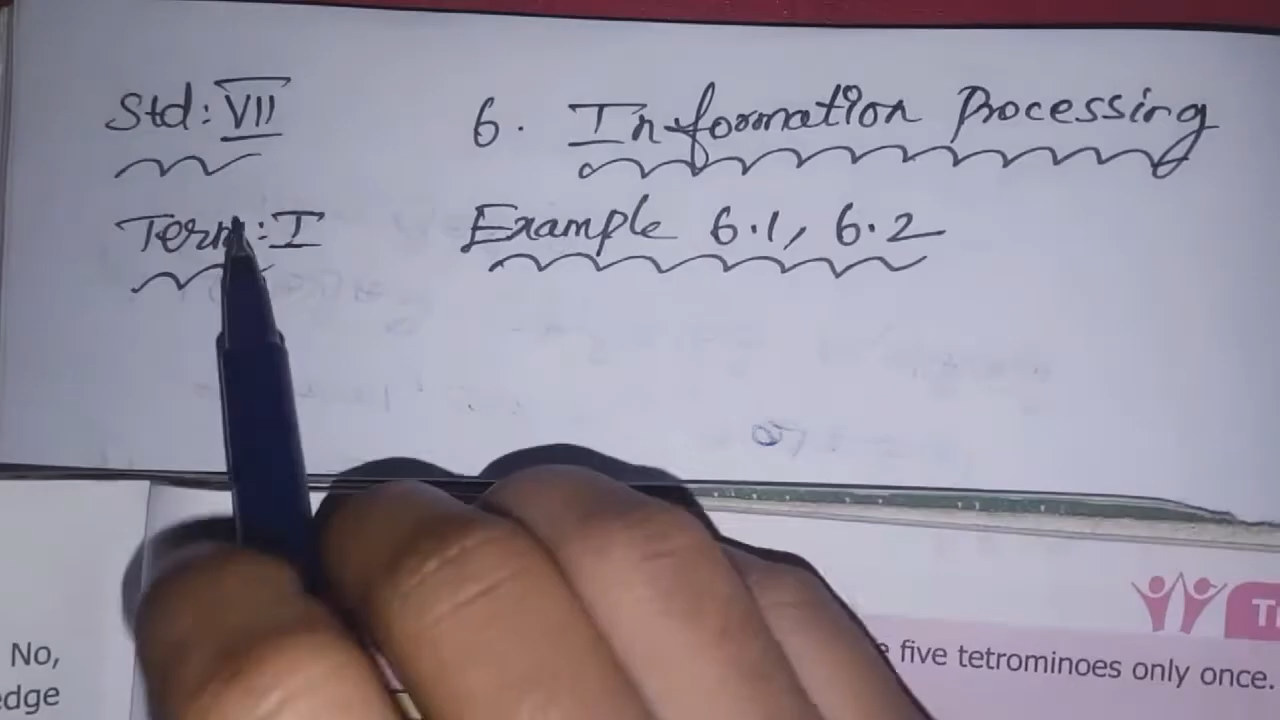 Std: VII
6. Information Processing
Term: I
Example 6.1, 6.2
No,
edge
five tetrominoes only once.